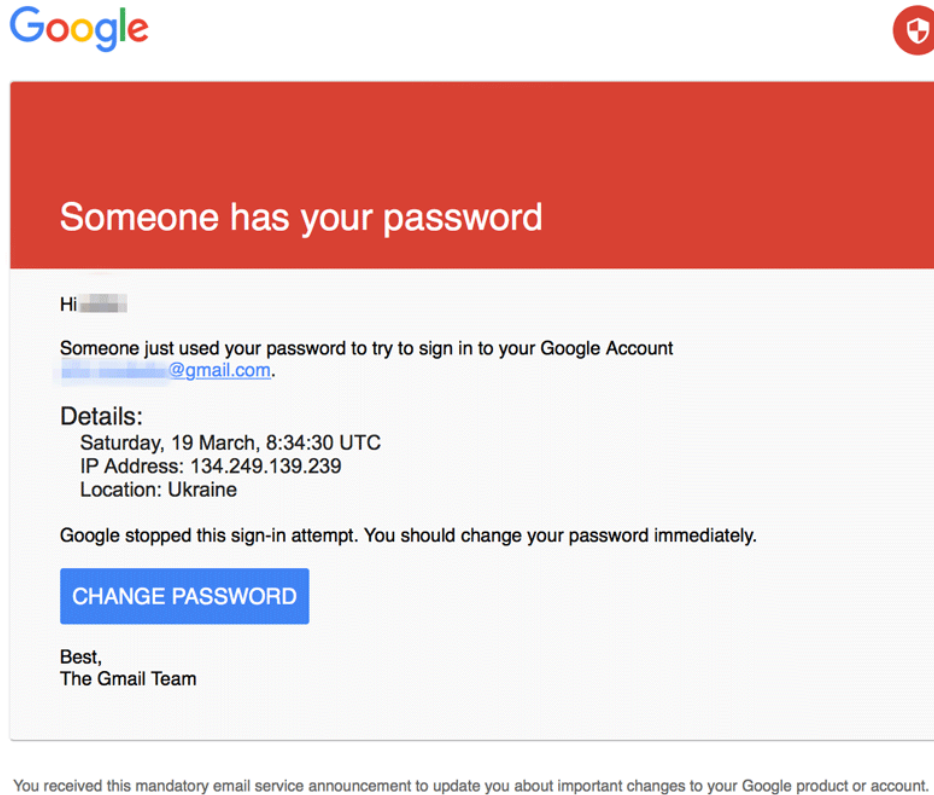 Google
Someone has your password
Hi
Someone just used your password to try to sign in to your Google Account
@gmail.com.
Details:
Saturday, 19 March, 8:34:30 UTC
IP Address: 134.249.139.239
Location: Ukraine
Google stopped this sign-in attempt. You should change your password immediately.
CHANGE PASSWORD
Best,
The Gmail Team
You received this mandatory email service announcement to update you about important changes to your Google product or account.